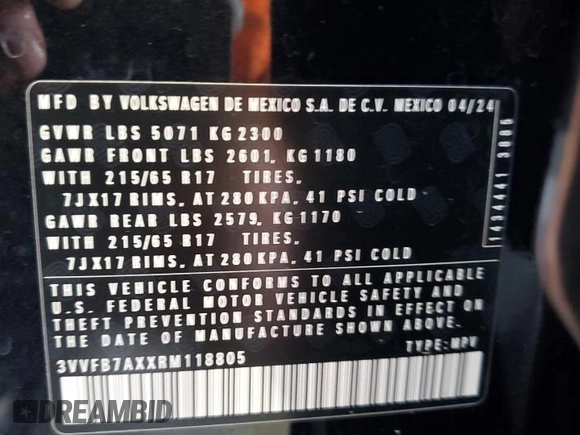 MFD BY VOLKSWAGEN DE MEXICO S.A. DE C.V. MEXICO 04/24
GVWR LBS 5071 KG 2300
GAWR FRONT LBS 2601, KG 1180
WITH 215/65 R17 TIRES,
7JX17 RIMS, AT 280 KPA, 41 PSI COLD
GAWR REAR LBS 2579, KG 1170
WITH 215/65 R17 TIRES,
7JX17 RIMS, AT 280 KPA, 41 PSI COLD
THIS VEHICLE CONFORMS TO ALL APPLICABLE
U.S. FEDERAL MOTOR VEHICLE SAFETY AND
THEFT PREVENTION STANDARDS IN EFFECT ON
THE DATE OF MANUFACTURE SHOWN ABOVE.
3VVFB7AXXRM118805 TYPE: MPV
1434441 3006
DREAMBID